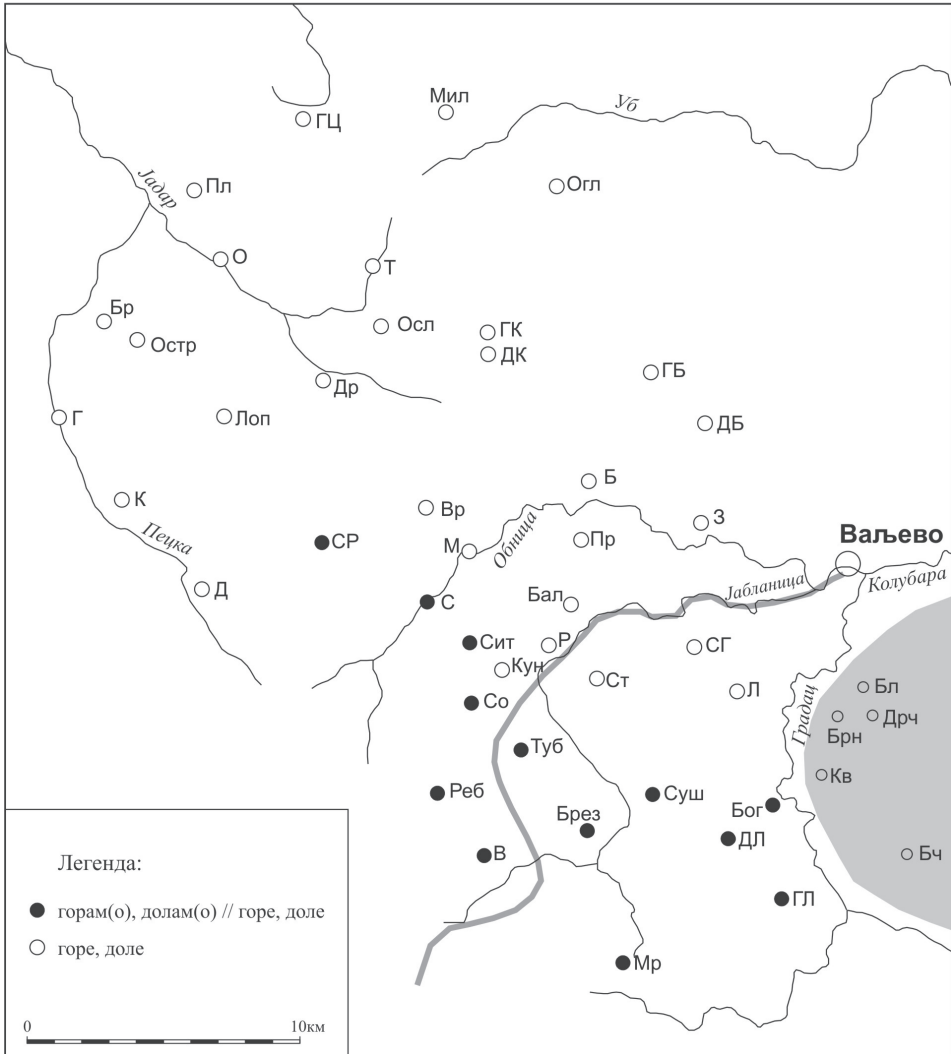 Мил
Уб
ГЦ
Јадар
Пл
Огл
О
Т
Бр
Осл
ГК
Остр
ДК
ГБ
Др
Г
Лоп
ДБ
Б
К
Вр
З
Пецка
СР
М
Обница
Пр
Ваљево
Д
Јабланица
Колубара
С
Бал
Сит
Р
СГ
Кун
Ст
Л
Бл
Со
Градац
Дрч
Брн
Туб
Кв
Реб
Суш
Бог
Брез
ДЛ
В
Бч
ГЛ
Мр
Легенда:
горам(о), долам(о) // горе, доле
горе, доле
0 10км